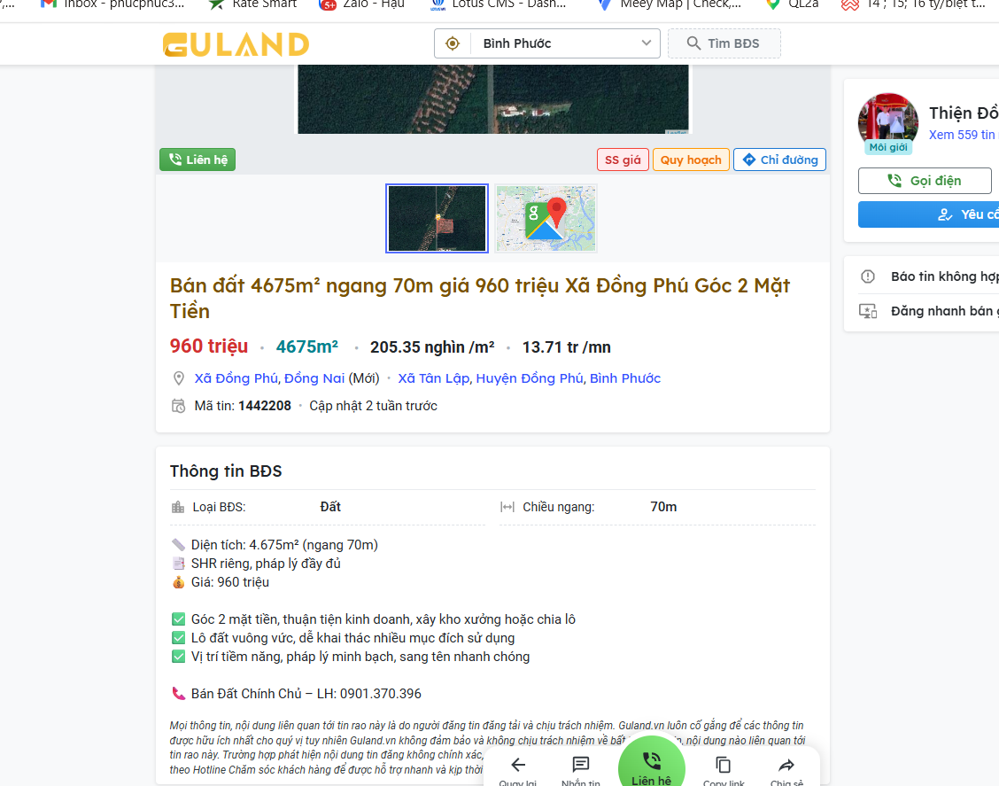 Inbox - phucphuc3...
Rate Smart
5+ Zalo - Hậu
Lotus CMS - Dash...
Meey Map | Check,...
QL2a
14 ; 15; 16 tỷ/biệt t...
GULAND
Bình Phước
Tìm BĐS
Liên hệ
SS giá
Quy hoạch
Chỉ đường
Bán đất 4675m² ngang 70m giá 960 triệu Xã Đồng Phú Góc 2 Mặt
Tiền
960 triệu · 4675m² · 205.35 nghìn /m² · 13.71 tr /mn
Xã Đồng Phú, Đồng Nai (Mới) · Xã Tân Lập, Huyện Đồng Phú, Bình Phước
Mã tin: 1442208 · Cập nhật 2 tuần trước
Thông tin BĐS
Loại BĐS: Đất
Chiều ngang: 70m
Diện tích: 4.675m² (ngang 70m)
SHR riêng, pháp lý đầy đủ
Giá: 960 triệu
Góc 2 mặt tiền, thuận tiện kinh doanh, xây kho xưởng hoặc chia lô
Lô đất vuông vức, dễ khai thác nhiều mục đích sử dụng
Vị trí tiềm năng, pháp lý minh bạch, sang tên nhanh chóng
Bán Đất Chính Chủ – LH: 0901.370.396
Mọi thông tin, nội dung liên quan tới tin rao này là do người đăng tin đăng tải và chịu trách nhiệm. Guland.vn luôn cố gắng để các thông tin
được hữu ích nhất cho quý vị tuy nhiên Guland.vn không đảm bảo và không chịu trách nhiệm về bất nội dung nào liên quan tới
tin rao này. Trường hợp phát hiện nội dung tin đăng không chính xác,
theo Hotline Chăm sóc khách hàng để được hỗ trợ nhanh và kịp thời
Quay lại
Nhắn tin
Liên hệ
Copy link
Chia sẻ
Thiện Đồ
Xem 559 tin
Môi giới
Gọi điện
Yêu cầ
Báo tin không hợp
Đăng nhanh bán g